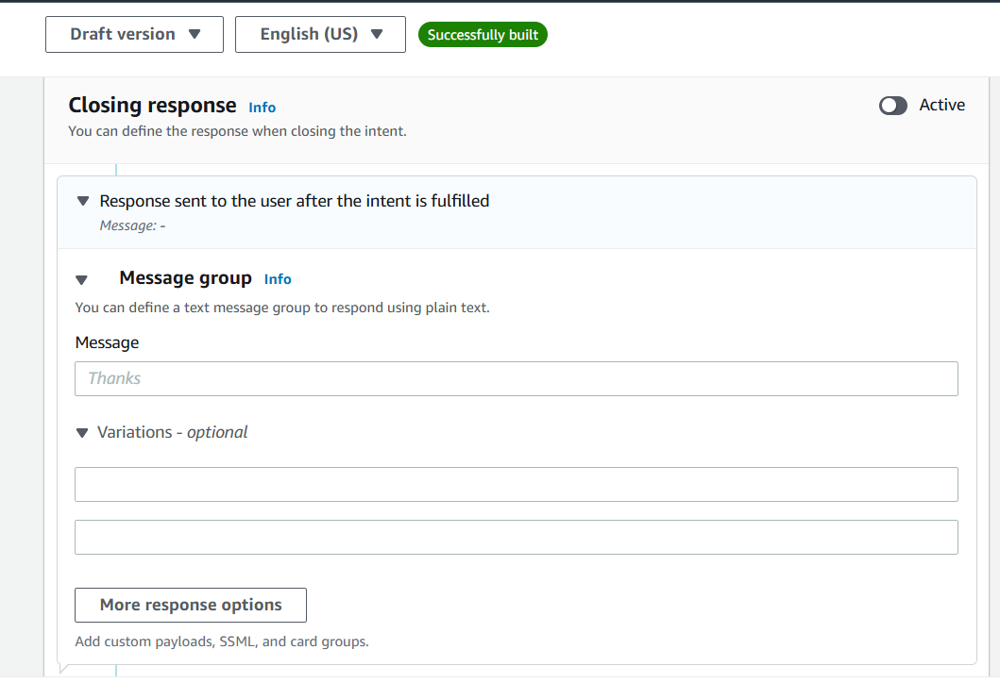 Draft version
English (US)
Successfully built
Closing response Info
Active
You can define the response when closing the intent.
Response sent to the user after the intent is fulfilled
Message: -
Message group Info
You can define a text message group to respond using plain text.
Message
Thanks
Variations - optional
More response options
Add custom payloads, SSML, and card groups.